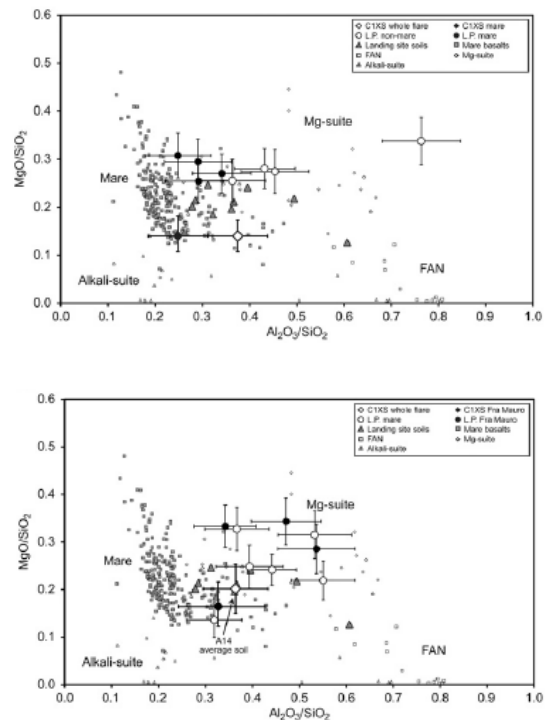 0.6
C1XS whole flare
C1XS mare
L.P. non-mare
L.P. mare
Landing site soils
Mare basalts
FAN
Mg-suite
Alkali-suite
0.5
0.4
0.3
0.2
0.1
0.0
MgO/SiO2
Mg-suite
Mare
Alkali-suite
FAN
0.0 0.1 0.2 0.3 0.4 0.5 0.6 0.7 0.8 0.9 1.0
Al2O3/SiO2
0.6
C1XS whole flare
C1XS Fra Mauro
L.P. mare
L.P. Fra Mauro
Landing site soils
Mare basalts
FAN
Mg-suite
Alkali-suite
0.5
0.4
0.3
0.2
0.1
0.0
MgO/SiO2
Mg-suite
Mare
A14
average soil
Alkali-suite
FAN
0.0 0.1 0.2 0.3 0.4 0.5 0.6 0.7 0.8 0.9 1.0
Al2O3/SiO2